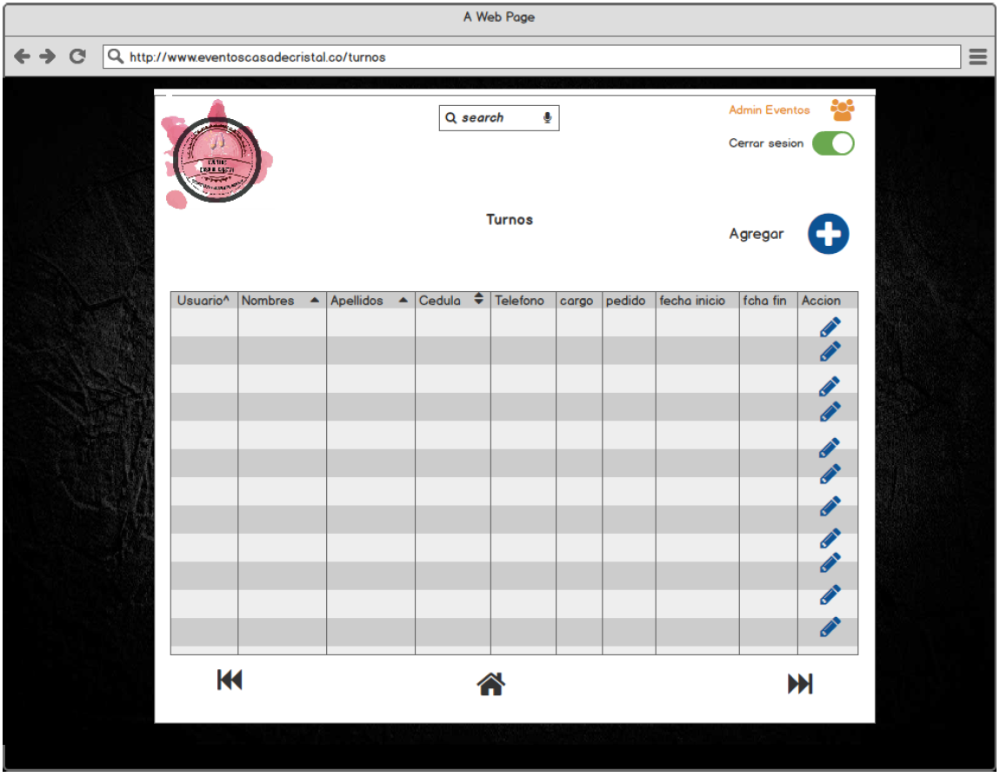 A Web Page
http://www.eventoscasadecristal.co/turnos
search
Admin Eventos
Cerrar sesion
EVENTOS
Turnos
Agregar
Usuario^ Nombres Apellidos Cedula Telefono cargo pedido fecha inicio fcha fin Accion